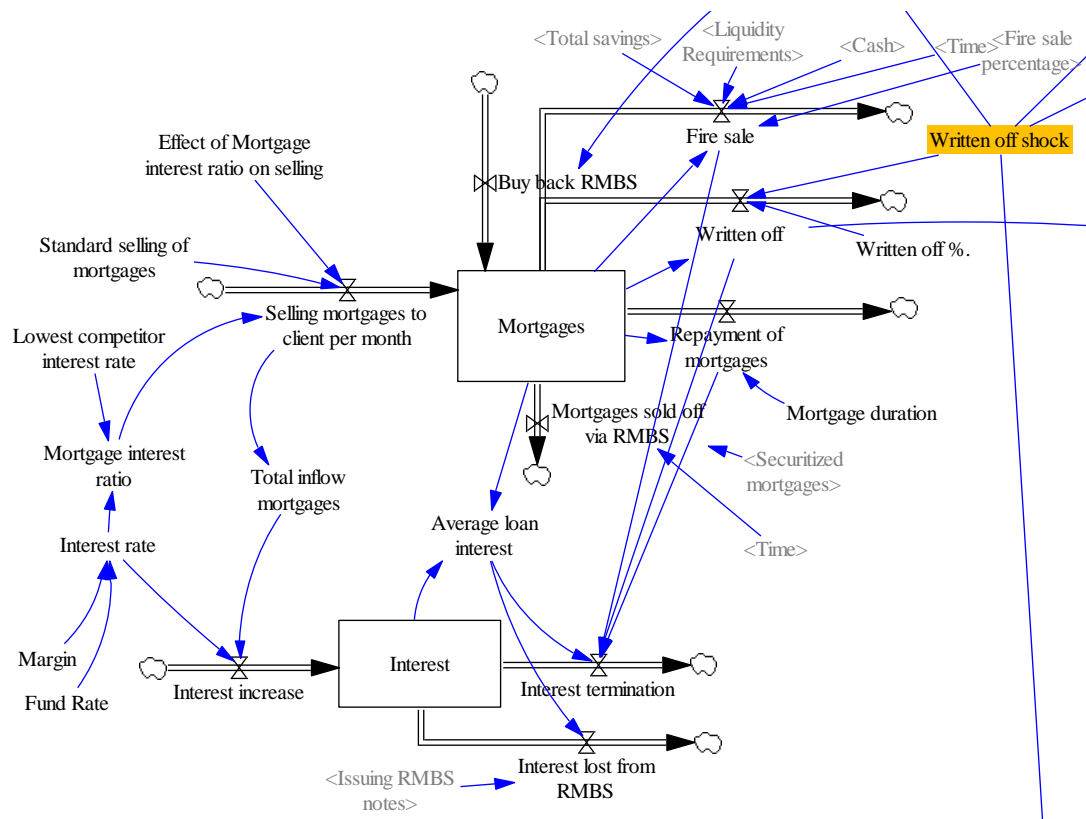 <Total savings>
<Liquidity
Requirements>
<Cash>
<Time>
<Fire sale
percentage>
Fire sale
Written off shock
Effect of Mortgage
interest ratio on selling
Buy back RMBS
Written off
Written off %.
Standard selling of
mortgages
Selling mortgages to
client per month
Mortgages
Repayment of
mortgages
Lowest competitor
interest rate
Mortgages sold off
via RMBS
Mortgage duration
Mortgage interest
ratio
Total inflow
mortgages
<Securitized
mortgages>
Average loan
interest
Interest rate
<Time>
Margin
Fund Rate
Interest increase
Interest
Interest termination
Interest lost from
RMBS
<Issuing RMBS
notes>